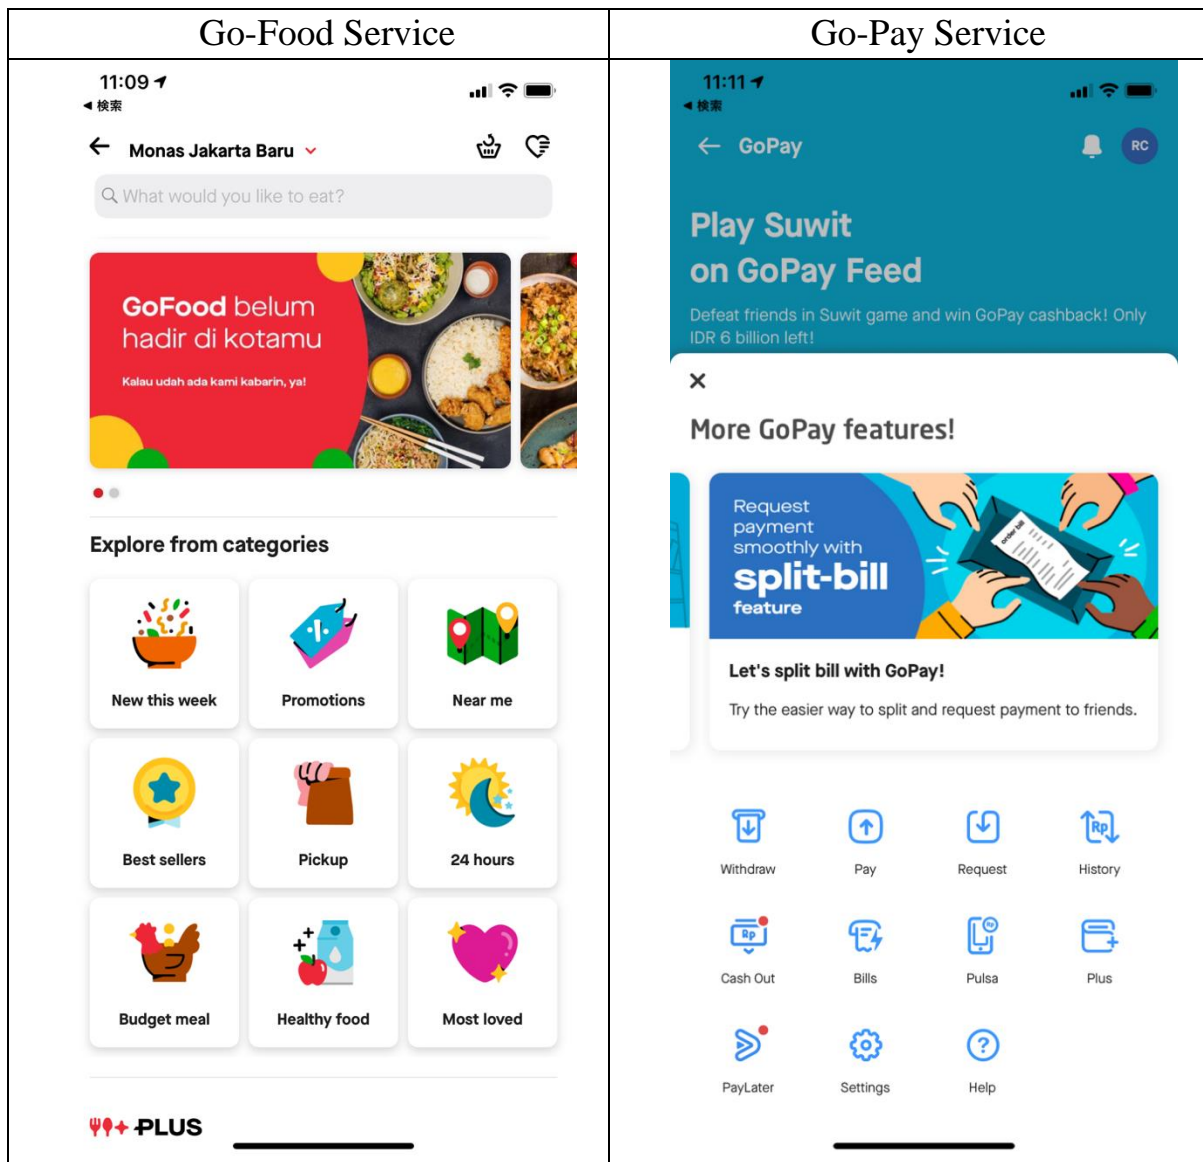 Go-Food Service
Go-Pay Service
11:09
検索
Monas Jakarta Baru
What would you like to eat?
GoFood belum
hadir di kotamu
Kalau udah ada kami kabarin, ya!
Explore from categories
New this week
Promotions
Near me
Best sellers
Pickup
24 hours
Budget meal
Healthy food
Most loved
PLUS
11:11
検索
GoPay
RC
Play Suwit
on GoPay Feed
Defeat friends in Suwit game and win GoPay cashback! Only
IDR 6 billion left!
More GoPay features!
Request
payment
smoothly with
split-bill
feature
order bill
Let's split bill with GoPay!
Try the easier way to split and request payment to friends.
Withdraw
Pay
Request
Rp
History
Rp
Cash Out
Bills
Rp
Pulsa
Plus
PayLater
Settings
?
Help